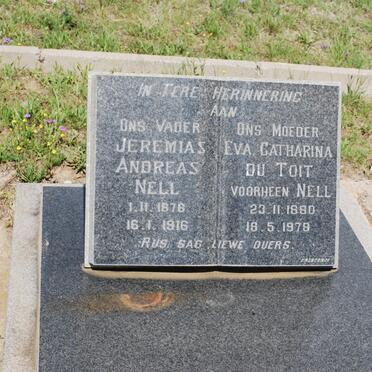 IN TERE HERINNERING
AAN
ONS VADER
JEREMIAS
ANDREAS
NELL
1.11.1878
16.1.1916
ONS MOEDER
EVA CATHARINA
DU TOIT
VOORHEEN NELL
23.11.1880
18.5.1979
RUS SAG LIEWE OUERS.